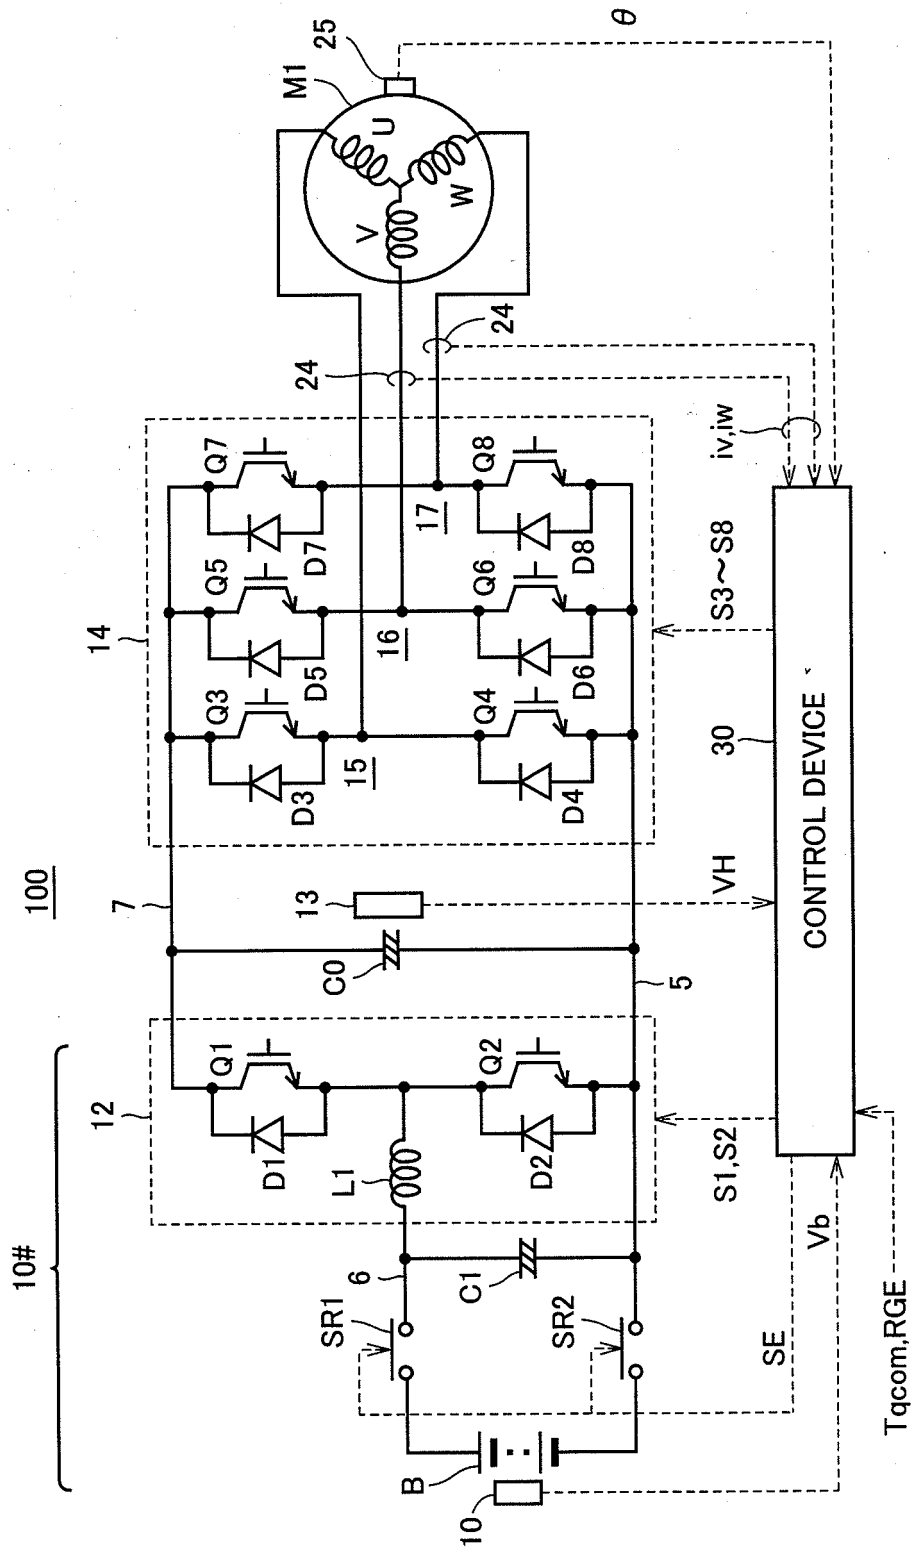 100
10#
12
7
14
M1
25
θ
Q1
D1
L1
Q2
D2
C0
13
Q3
D3
Q5
D5
Q7
D7
15
16
17
Q4
D4
Q6
D6
Q8
D8
24
24
U
V
W
6
SR1
C1
SR2
B
10
5
SE
Vb
S1,S2
VH
30
S3~S8
iv,iw
CONTROL DEVICE
Tqcom,RGE